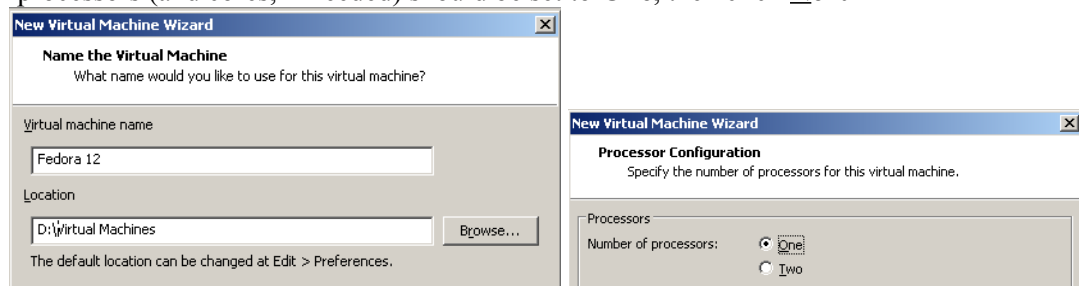 New Virtual Machine Wizard
Name the Virtual Machine
What name would you like to use for this virtual machine?
Virtual machine name
Fedora 12
Location
D:\Virtual Machines
Browse...
The default location can be changed at Edit > Preferences.
New Virtual Machine Wizard
Processor Configuration
Specify the number of processors for this virtual machine.
Processors
Number of processors:
One
Two